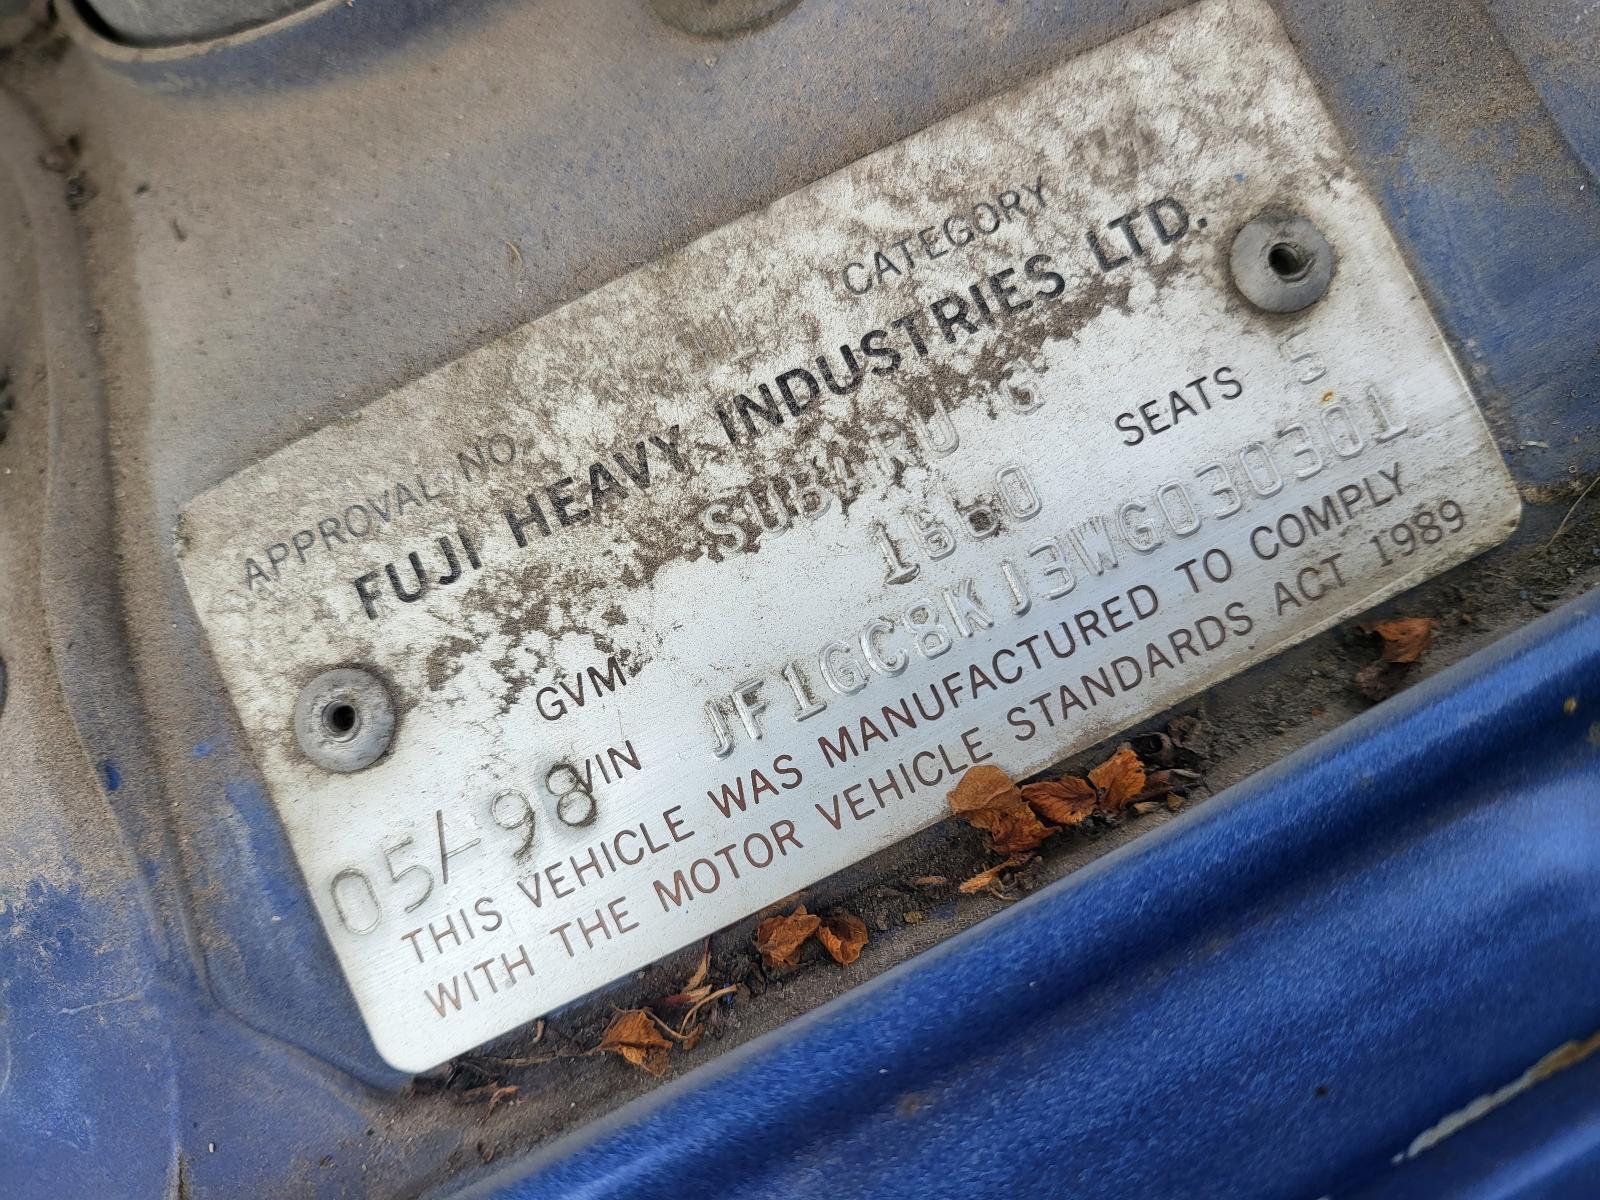 APPROVAL NO. CATEGORY
FUJI HEAVY INDUSTRIES LTD.
SUBARU G
GVM SEATS 5
VIN JF1GC8KJ3WG030301
05/98
THIS VEHICLE WAS MANUFACTURED TO COMPLY
WITH THE MOTOR VEHICLE STANDARDS ACT 1989